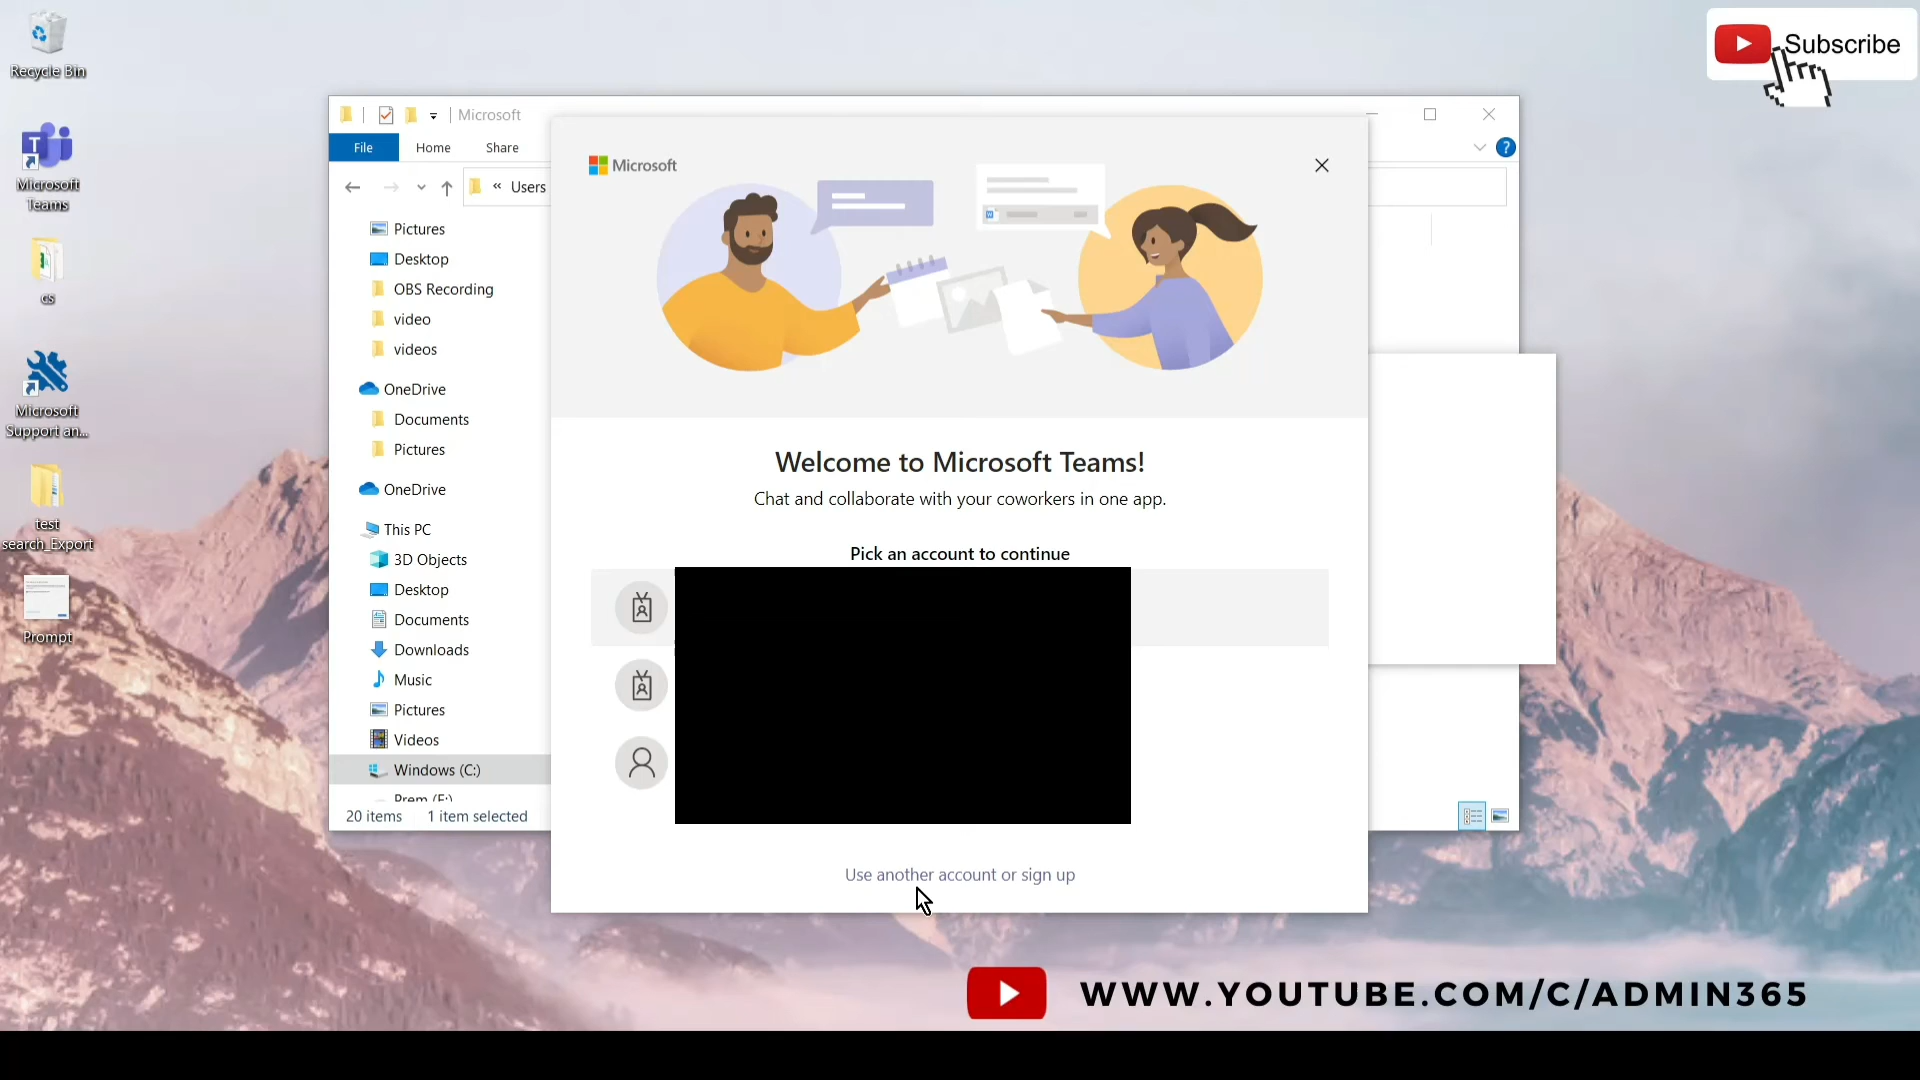 Recycle Bin
Microsoft
Teams
cs
Microsoft
Support an...
test
search_Export
Prompt
Subscribe
Microsoft
File
Home
Share
« Users
Pictures
Desktop
OBS Recording
video
videos
OneDrive
Documents
Pictures
OneDrive
This PC
3D Objects
Desktop
Documents
Downloads
Music
Pictures
Videos
Windows (C:)
Prem (E:)
20 items
1 item selected
Microsoft
Welcome to Microsoft Teams!
Chat and collaborate with your coworkers in one app.
Pick an account to continue
Use another account or sign up
WWW.YOUTUBE.COM/C/ADMIN365